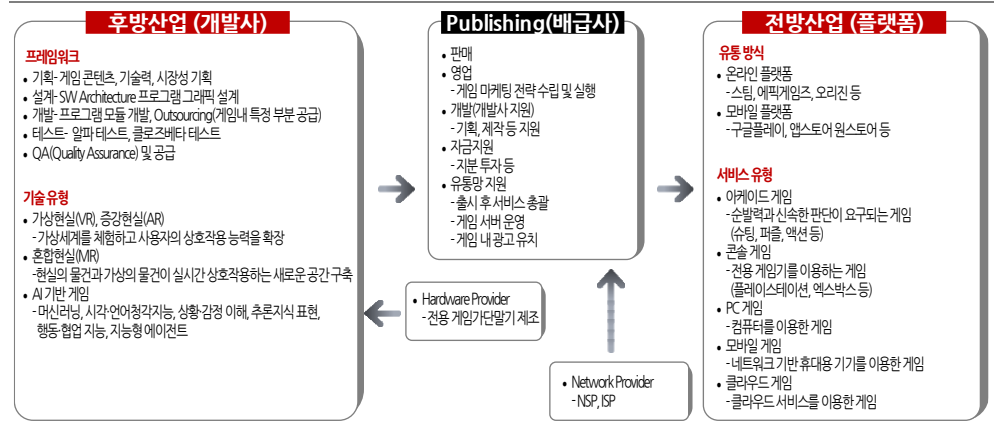 후방산업 (개발사)
프레임워크
• 기획- 게임 콘텐츠, 기술력, 시장성 기획
• 설계- SW Architecture 프로그램 그래픽 설계
• 개발- 프로그램 모듈 개발, Outsourcing(게임내 특정 부분 공급)
• 테스트- 알파 테스트, 클로즈베타 테스트
• QA(Quality Assurance) 및 공급
기술 유형
• 가상현실(VR), 증강현실(AR)
- 가상세계를 체험하고 사용자의 상호작용 능력을 확장
• 혼합현실(MR)
-현실의 물건과 가상의 물건이 실시간 상호작용하는 새로운 공간 구축
• AI 기반 게임
- 머신러닝, 시각·언어청각지능, 상황·감정 이해, 추론지식 표현,
행동·협업 지능, 지능형 에이전트
Publishing(배급사)
• 판매
• 영업
- 게임 마케팅 전략 수립 및 실행
• 개발(개발사 지원)
- 기획, 제작 등 지원
• 자금지원
- 지분 투자 등
• 유통망 지원
- 출시 후 서비스 총괄
- 게임 서버 운영
- 게임 내 광고 유치
• Hardware Provider
- 전용 게임가단말기 제조
• Network Provider
- NSP, ISP
전방산업 (플랫폼)
유통 방식
• 온라인 플랫폼
-스팀, 에픽게임즈, 오리진 등
• 모바일 플랫폼
-구글플레이, 앱스토어 원스토어 등
서비스 유형
• 아케이드 게임
-순발력과 신속한 판단이 요구되는 게임
(슈팅, 퍼즐, 액션 등)
• 콘솔 게임
-전용 게임기를 이용하는 게임
(플레이스테이션, 엑스박스 등)
• PC 게임
-컴퓨터를 이용한 게임
• 모바일 게임
-네트워크 기반 휴대용 기기를 이용한 게임
• 클라우드 게임
-클라우드 서비스를 이용한 게임